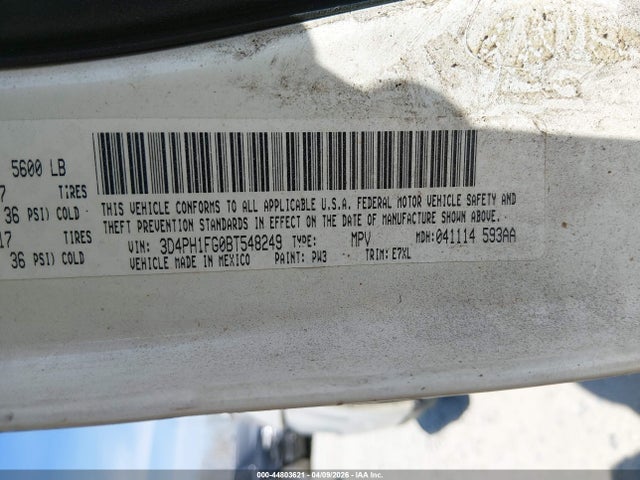 5600 LB
7 TIRES
36 PSI) COLD
17 TIRES
36 PSI) COLD
THIS VEHICLE CONFORMS TO ALL APPLICABLE U.S.A. FEDERAL MOTOR VEHICLE SAFETY AND
THEFT PREVENTION STANDARDS IN EFFECT ON THE DATE OF MANUFACTURE SHOWN ABOVE.
VIN: 3D4PH1FG0BT548249 TYPE: MPV MDH: 041114 593AA
VEHICLE MADE IN MEXICO PAINT: PW3 TRIM: E7XL
000-44803621 - 04/09/2026 - IAA, Inc.